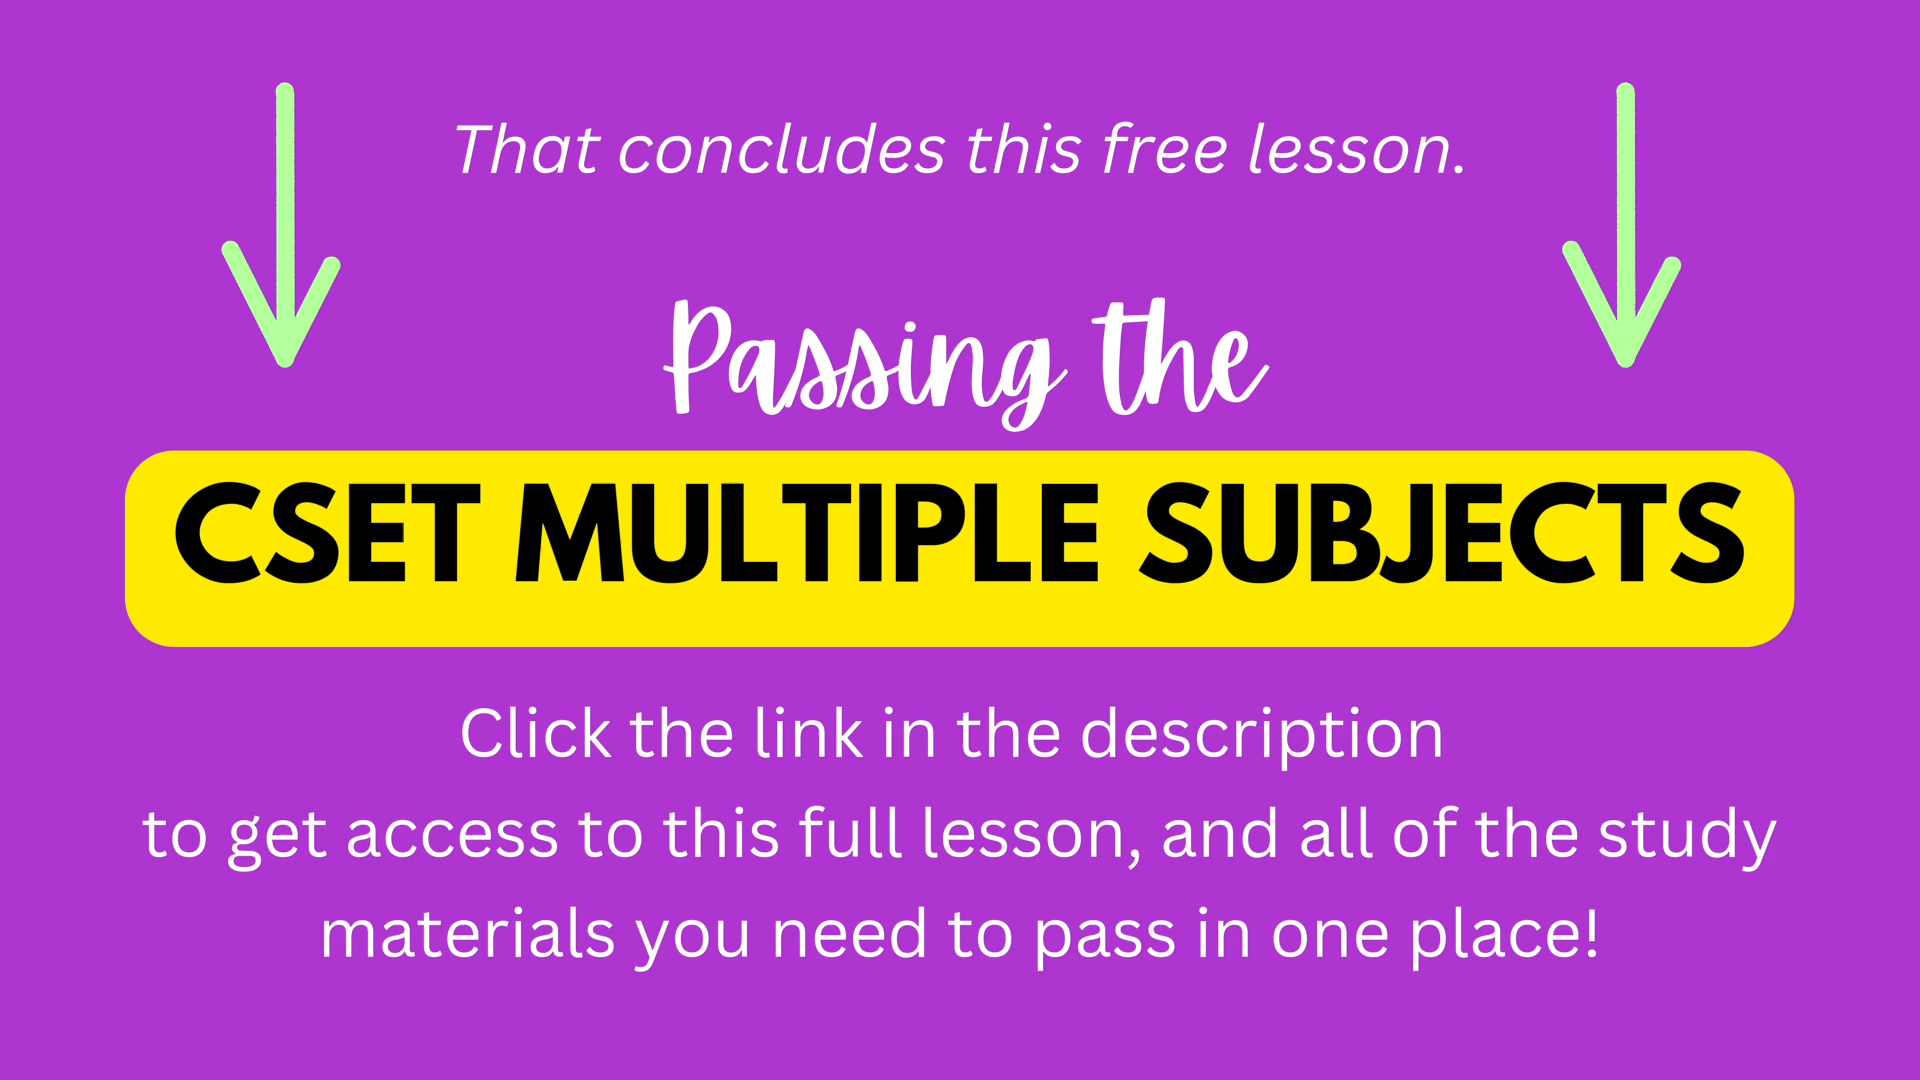 That concludes this free lesson.
Passing the
CSET MULTIPLE SUBJECTS
Click the link in the description
to get access to this full lesson, and all of the study
materials you need to pass in one place!